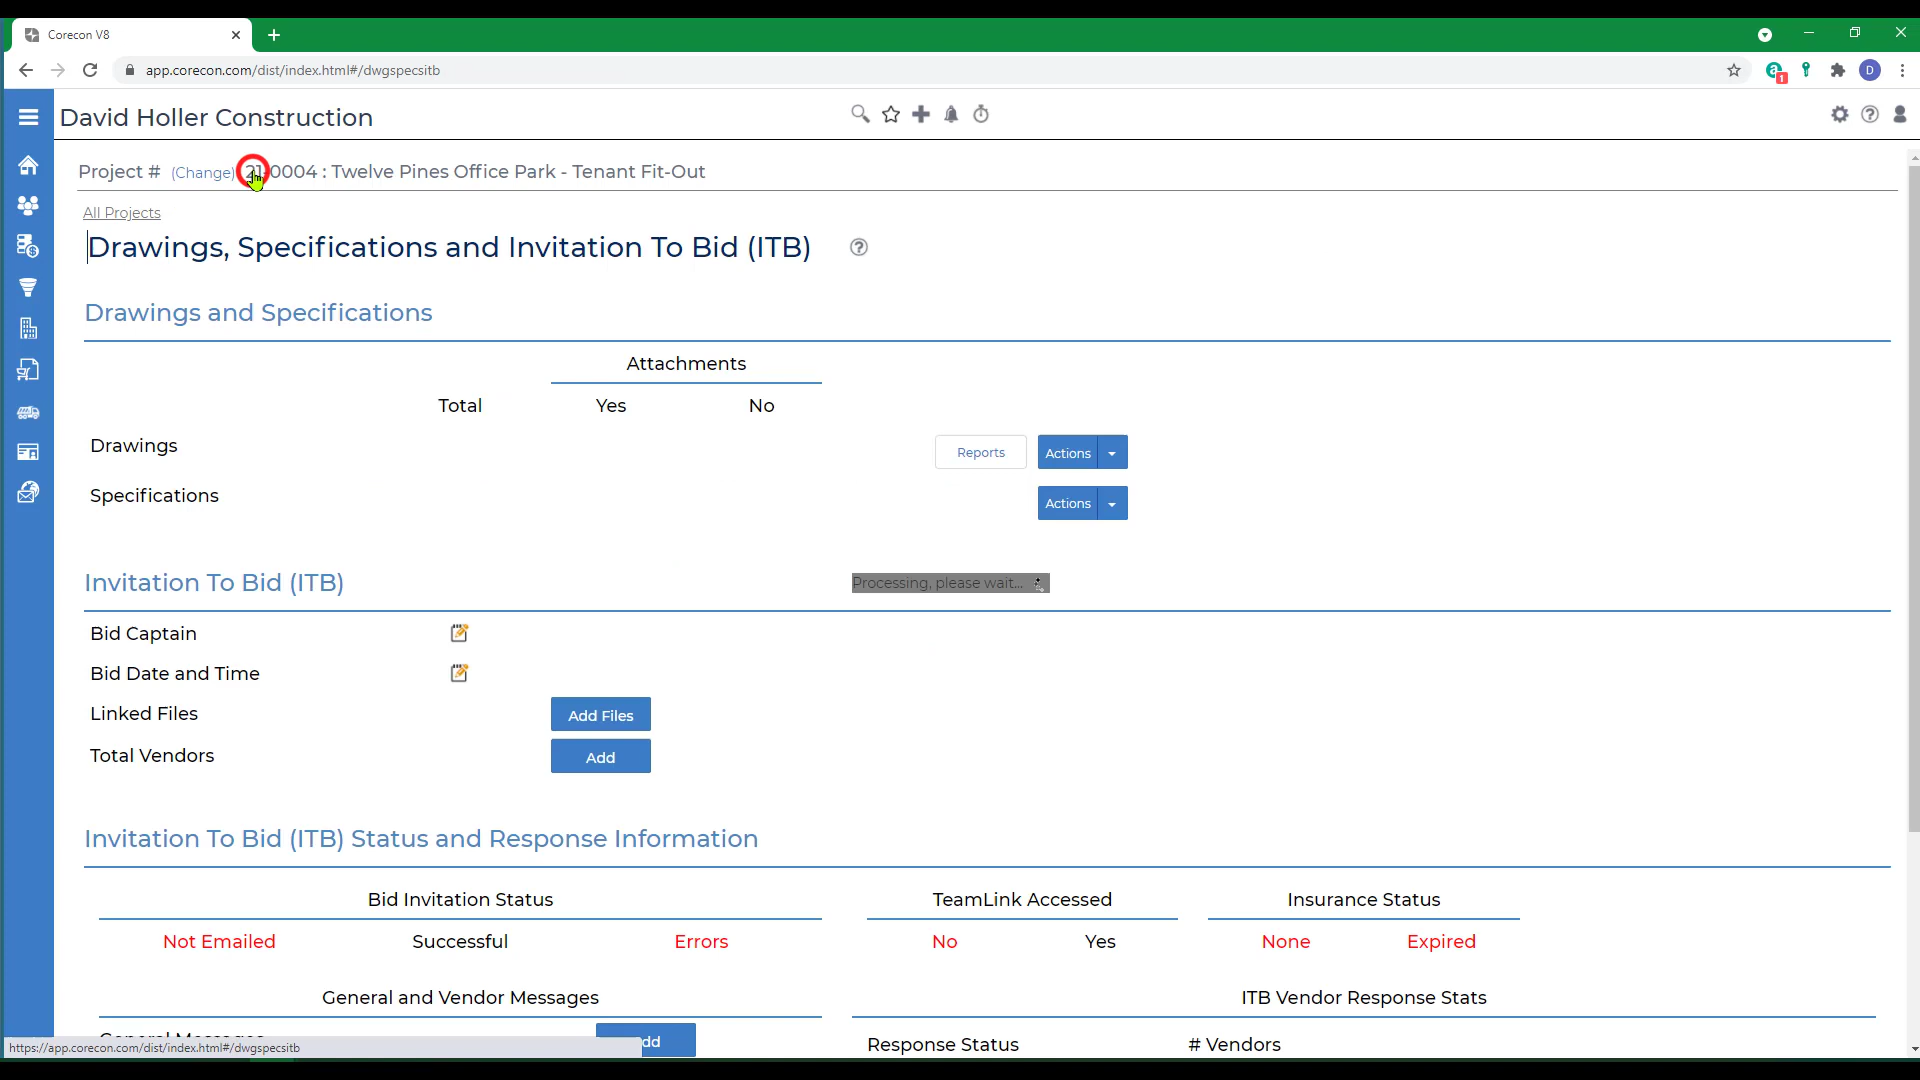 Corecon V8
app.corecon.com/dist/index.html#/dwgspecsitb
1
D
David Holler Construction
Project # (Change) 21-0004 : Twelve Pines Office Park - Tenant Fit-Out
All Projects
Drawings, Specifications and Invitation To Bid (ITB)
Drawings and Specifications
Attachments
Total Yes No
Drawings Reports Actions
Specifications Actions
Invitation To Bid (ITB) Processing, please wait...
Bid Captain
Bid Date and Time
Linked Files Add Files
Total Vendors Add
Invitation To Bid (ITB) Status and Response Information
Bid Invitation Status TeamLink Accessed Insurance Status
Not Emailed Successful Errors No Yes None Expired
General and Vendor Messages ITB Vendor Response Stats
General Messages
Response Status # Vendors
https://app.corecon.com/dist/index.html#/dwgspecsitb